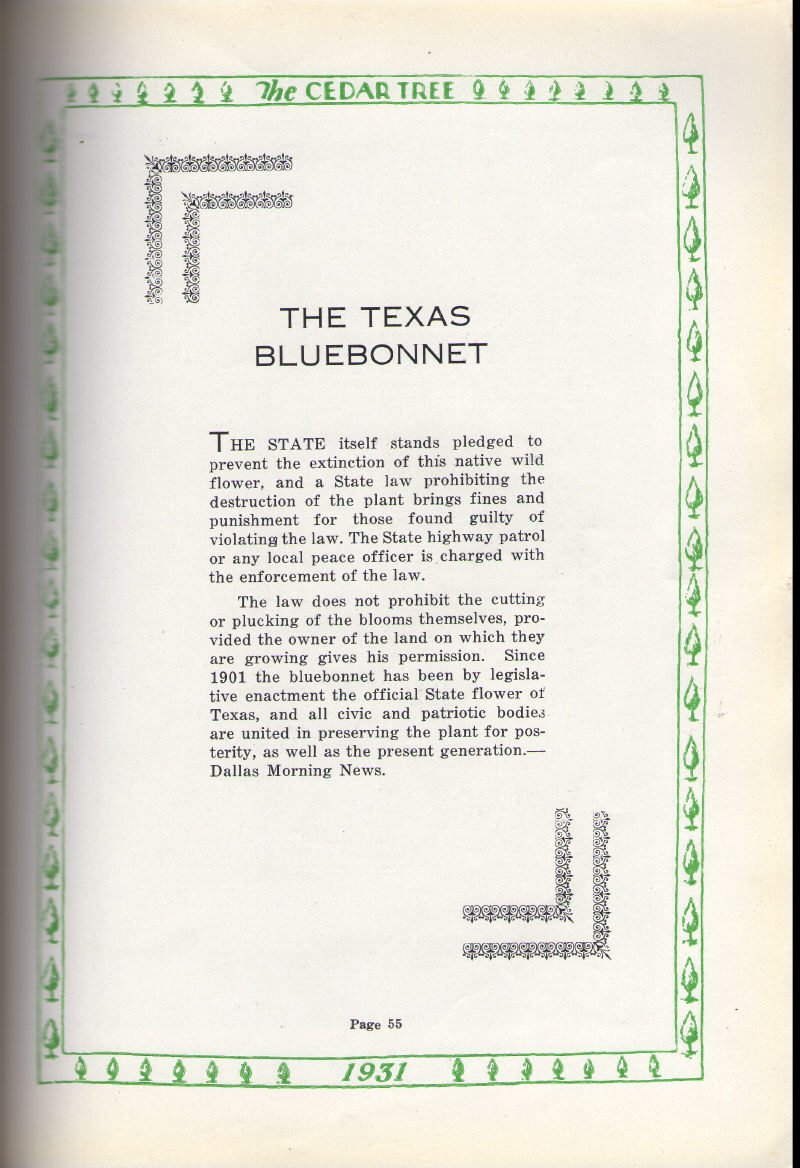 The CEDAR TREE
THE TEXAS
BLUEBONNET
THE STATE itself stands pledged to
prevent the extinction of this native wild
flower, and a State law prohibiting the
destruction of the plant brings fines and
punishment for those found guilty of
violating the law. The State highway patrol
or any local peace officer is charged with
the enforcement of the law.
The law does not prohibit the cutting
or plucking of the blooms themselves, pro-
vided the owner of the land on which they
are growing gives his permission. Since
1901 the bluebonnet has been by legisla-
tive enactment the official State flower of
Texas, and all civic and patriotic bodies
are united in preserving the plant for pos-
terity, as well as the present generation.—
Dallas Morning News.
Page 55
1931